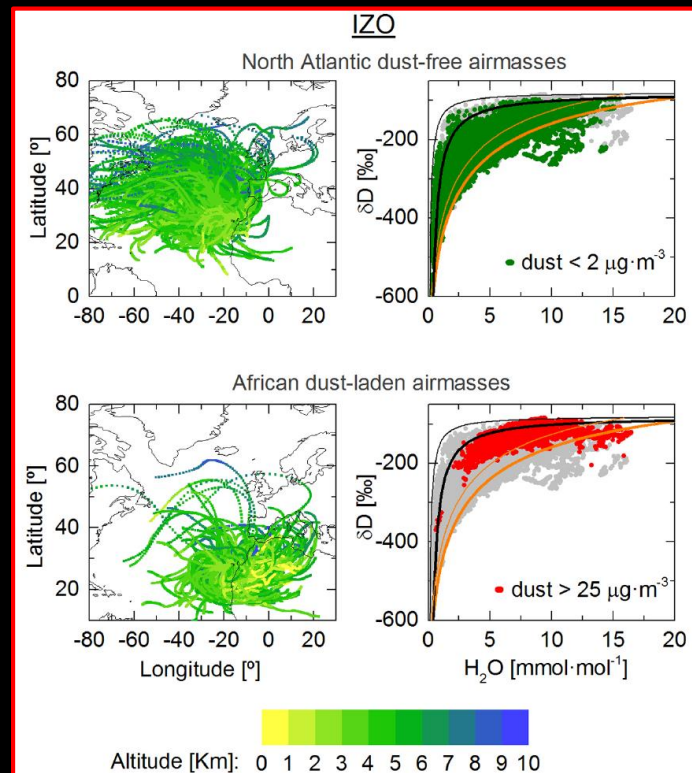 IZO
North Atlantic dust-free airmasses
80
60
40
20
0
Latitude [º]
-80 -60 -40 -20 0 20
-200
-400
-600
δD [‰]
0 5 10 15 20
dust < 2 µg·m-3
African dust-laden airmasses
80
60
40
20
Latitude [º]
-80 -60 -40 -20 0 20
Longitude [º]
-200
-400
-600
δD [‰]
0 5 10 15 20
H2O [mmol·mol-1]
dust > 25 µg·m-3
Altitude [Km]: 0 1 2 3 4 5 6 7 8 9 10